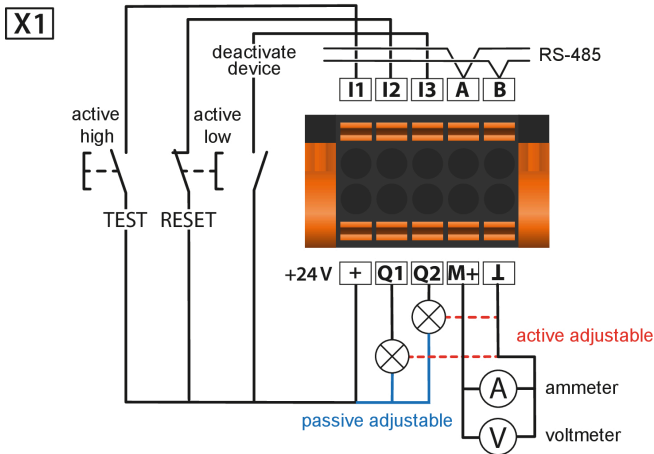 X1
deactivate
device
RS-485
I1 I2 I3 A B
active
high
active
low
TEST RESET
+24 V + Q1 Q2 M+ ⊥
active adjustable
A ammeter
passive adjustable
V voltmeter